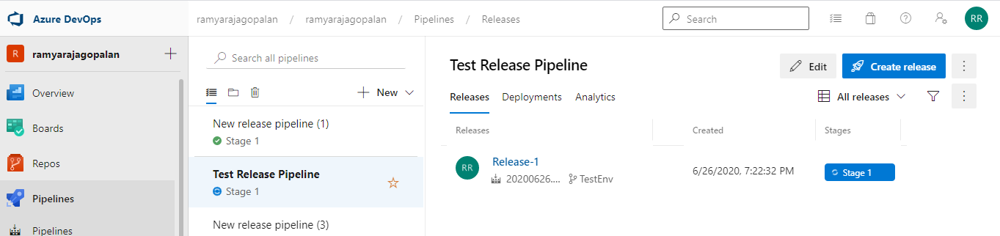 Azure DevOps
ramyarajagopalan / ramyarajagopalan / Pipelines / Releases
Search
RR
R ramyarajagopalan
Overview
Boards
Repos
Pipelines
Pipelines
Search all pipelines
New
New release pipeline (1)
Stage 1
Test Release Pipeline
Stage 1
New release pipeline (3)
Test Release Pipeline
Edit
Create release
Releases Deployments Analytics
All releases
Releases Created Stages
RR
Release-1
20200626.... TestEnv
6/26/2020, 7:22:32 PM
Stage 1